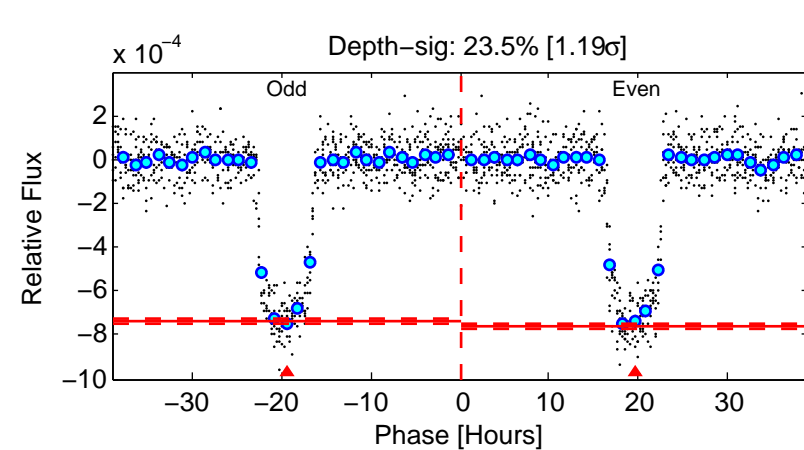 x 10−4
Depth−sig: 23.5% [1.19σ]
Odd
Even
2
0
−2
−4
−6
−8
−10
Relative Flux
−30
−20
−10
0
10
20
30
Phase [Hours]